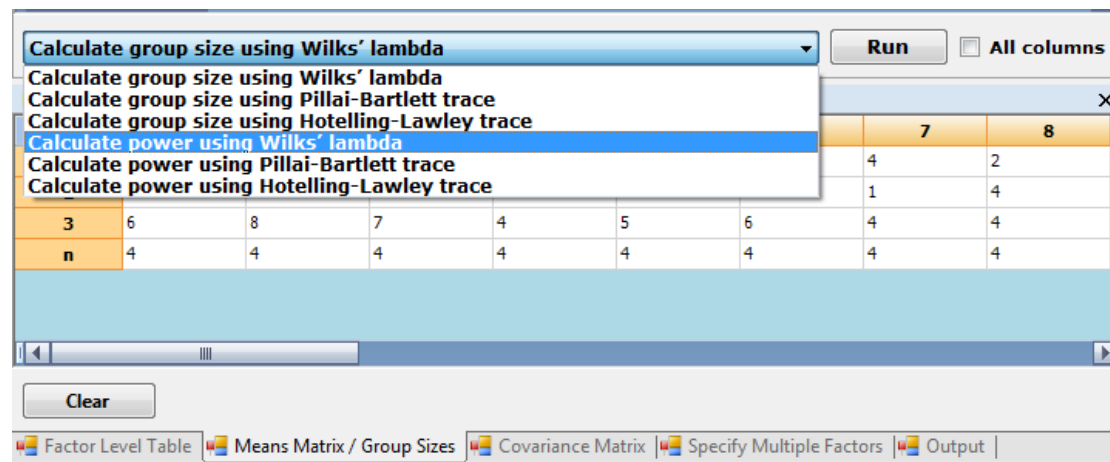 Calculate group size using Wilks’ lambda Run All columns
Calculate group size using Wilks’ lambda
Calculate group size using Pillai-Bartlett trace
Calculate group size using Hotelling-Lawley trace
7 8
Calculate power using Wilks’ lambda
Calculate power using Pillai-Bartlett trace
4 2
Calculate power using Hotelling-Lawley trace
1 4
3 6 8 7 4 5 6 4 4
n 4 4 4 4 4 4 4 4
Clear
Factor Level Table Means Matrix / Group Sizes Covariance Matrix Specify Multiple Factors Output